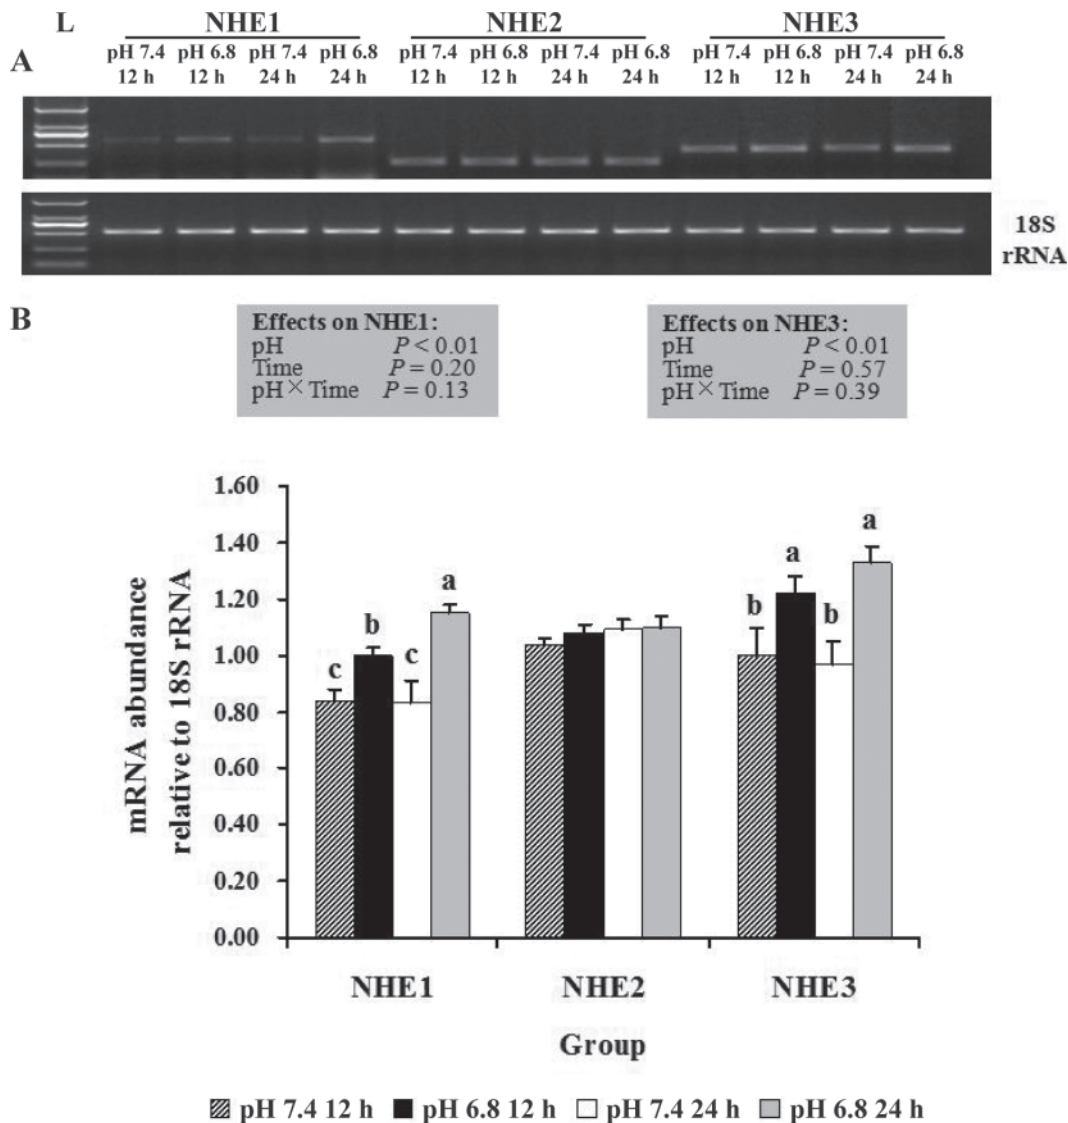 L NHE1 NHE2 NHE3
A
pH 7.4 pH 6.8 pH 7.4 pH 6.8 pH 7.4 pH 6.8 pH 7.4 pH 6.8 pH 7.4 pH 6.8 pH 7.4 pH 6.8
12 h 12 h 24 h 24 h 12 h 12 h 24 h 24 h 12 h 12 h 24 h 24 h
18S
rRNA
B
Effects on NHE1:
pH P < 0.01
Time P = 0.20
pH × Time P = 0.13
Effects on NHE3:
pH P < 0.01
Time P = 0.57
pH × Time P = 0.39
mRNA abundance
relative to 18S rRNA
1.60
1.40
1.20
1.00
0.80
0.60
0.40
0.20
0.00
c b c a
b a b a
NHE1 NHE2 NHE3
Group
pH 7.4 12 h pH 6.8 12 h pH 7.4 24 h pH 6.8 24 h